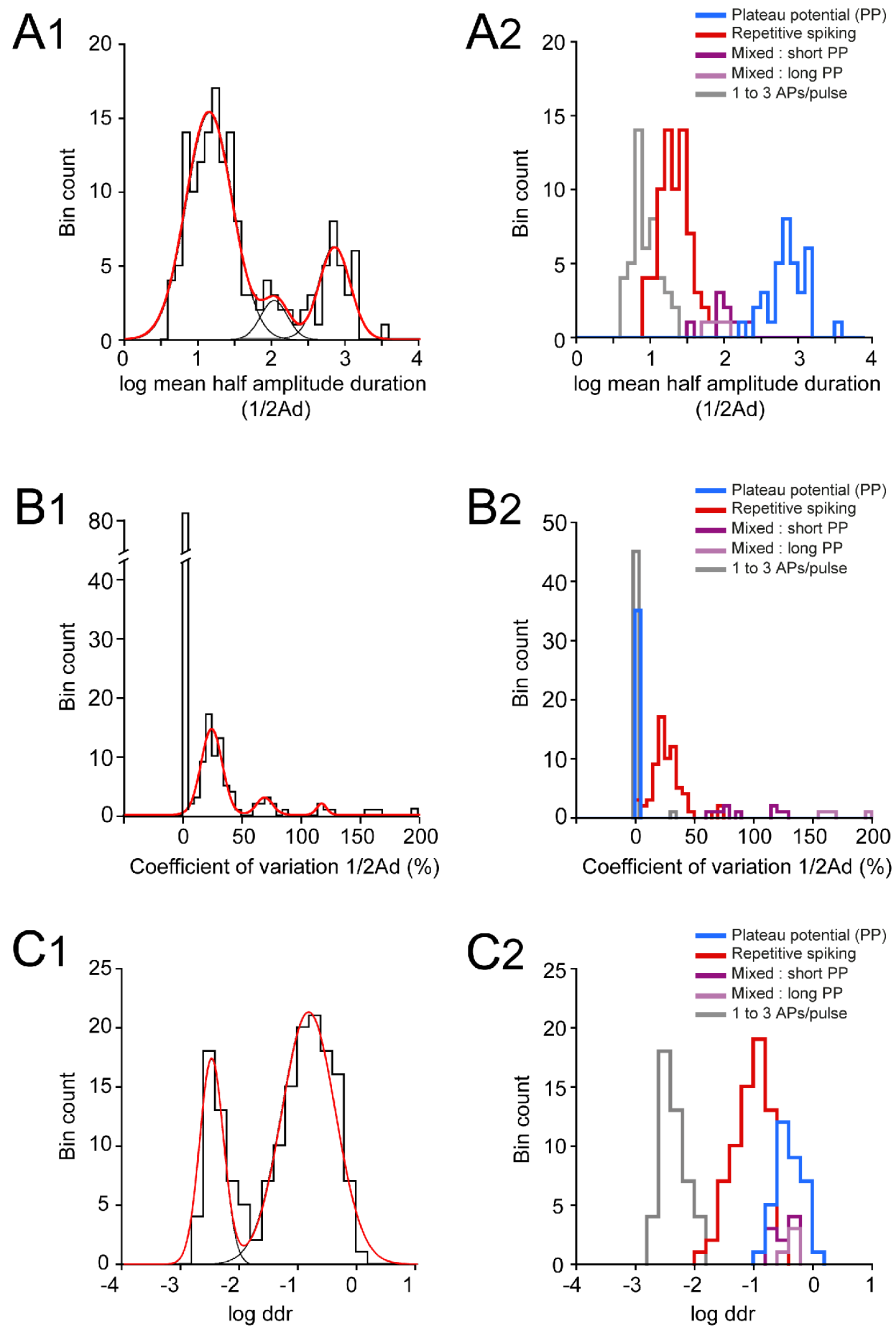 A1
20
15
10
5
0
Bin count
0 1 2 3 4
log mean half amplitude duration
(1/2Ad)
A2
Plateau potential (PP)
Repetitive spiking
Mixed : short PP
Mixed : long PP
1 to 3 APs/pulse
20
15
10
5
0
Bin count
0 1 2 3 4
log mean half amplitude duration
(1/2Ad)
B1
80
40
30
20
10
0
Bin count
0 50 100 150 200
Coefficient of variation 1/2Ad (%)
B2
Plateau potential (PP)
Repetitive spiking
Mixed : short PP
Mixed : long PP
1 to 3 APs/pulse
50
40
30
20
10
0
Bin count
0 50 100 150 200
Coefficient of variation 1/2Ad (%)
C1
25
20
15
10
5
0
Bin count
-4 -3 -2 -1 0 1
log ddr
C2
Plateau potential (PP)
Repetitive spiking
Mixed : short PP
Mixed : long PP
1 to 3 APs/pulse
25
20
15
10
5
0
Bin count
-4 -3 -2 -1 0 1
log ddr